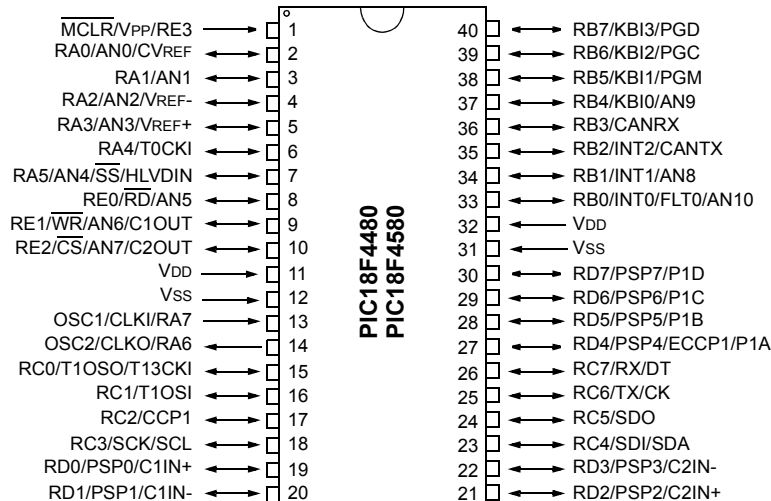 MCLR/VPP/RE3 1
RA0/AN0/CVREF 2
RA1/AN1 3
RA2/AN2/VREF- 4
RA3/AN3/VREF+ 5
RA4/T0CKI 6
RA5/AN4/SS/HLVDIN 7
RE0/RD/AN5 8
RE1/WR/AN6/C1OUT 9
RE2/CS/AN7/C2OUT 10
VDD 11
VSS 12
OSC1/CLKI/RA7 13
OSC2/CLKO/RA6 14
RC0/T1OSO/T13CKI 15
RC1/T1OSI 16
RC2/CCP1 17
RC3/SCK/SCL 18
RD0/PSP0/C1IN+ 19
RD1/PSP1/C1IN- 20
PIC18F4480
PIC18F4580
40 RB7/KBI3/PGD
39 RB6/KBI2/PGC
38 RB5/KBI1/PGM
37 RB4/KBI0/AN9
36 RB3/CANRX
35 RB2/INT2/CANTX
34 RB1/INT1/AN8
33 RB0/INT0/FLT0/AN10
32 VDD
31 VSS
30 RD7/PSP7/P1D
29 RD6/PSP6/P1C
28 RD5/PSP5/P1B
27 RD4/PSP4/ECCP1/P1A
26 RC7/RX/DT
25 RC6/TX/CK
24 RC5/SDO
23 RC4/SDI/SDA
22 RD3/PSP3/C2IN-
21 RD2/PSP2/C2IN+